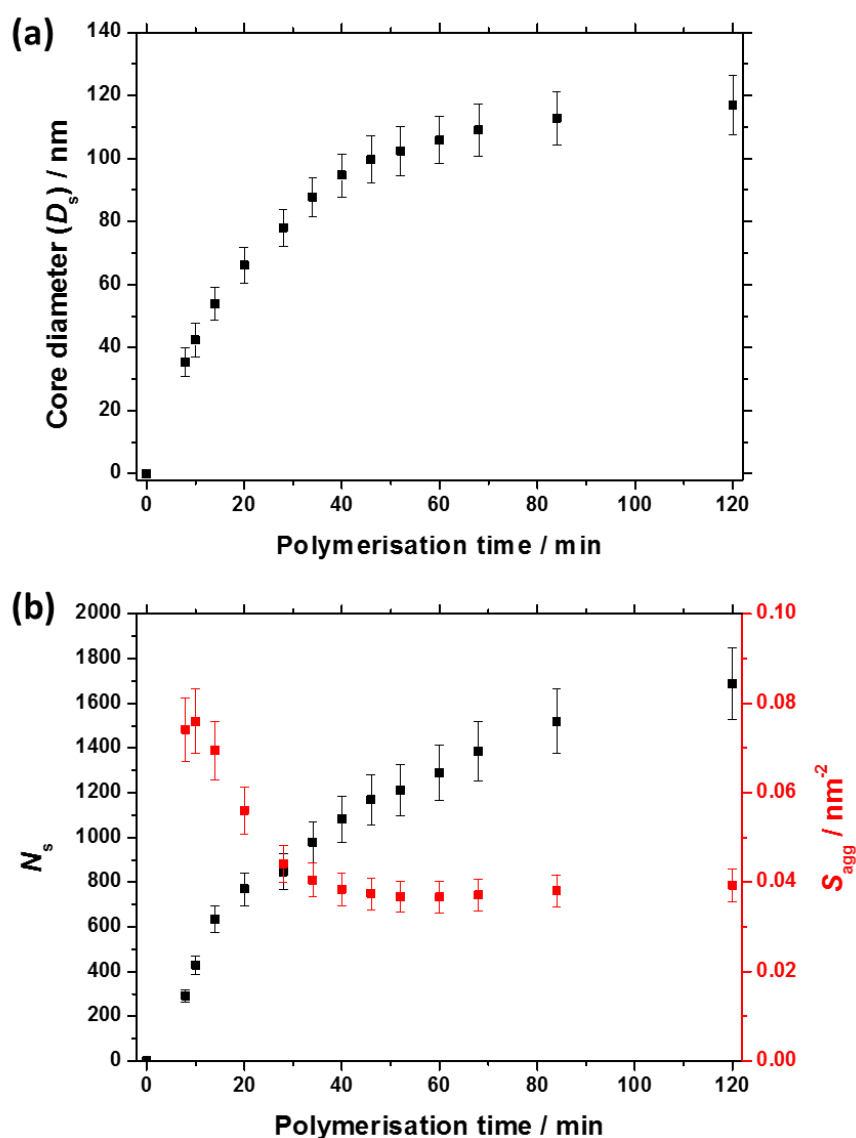 (a)
140
120
100
80
60
40
20
0
Core diameter (Dₛ) / nm
0 20 40 60 80 100 120
Polymerisation time / min
(b)
2000
1800
1600
1400
1200
1000
800
600
400
200
0
Nₛ
0.10
0.08
0.06
0.04
0.02
0.00
Sagg / nm⁻²
0 20 40 60 80 100 120
Polymerisation time / min